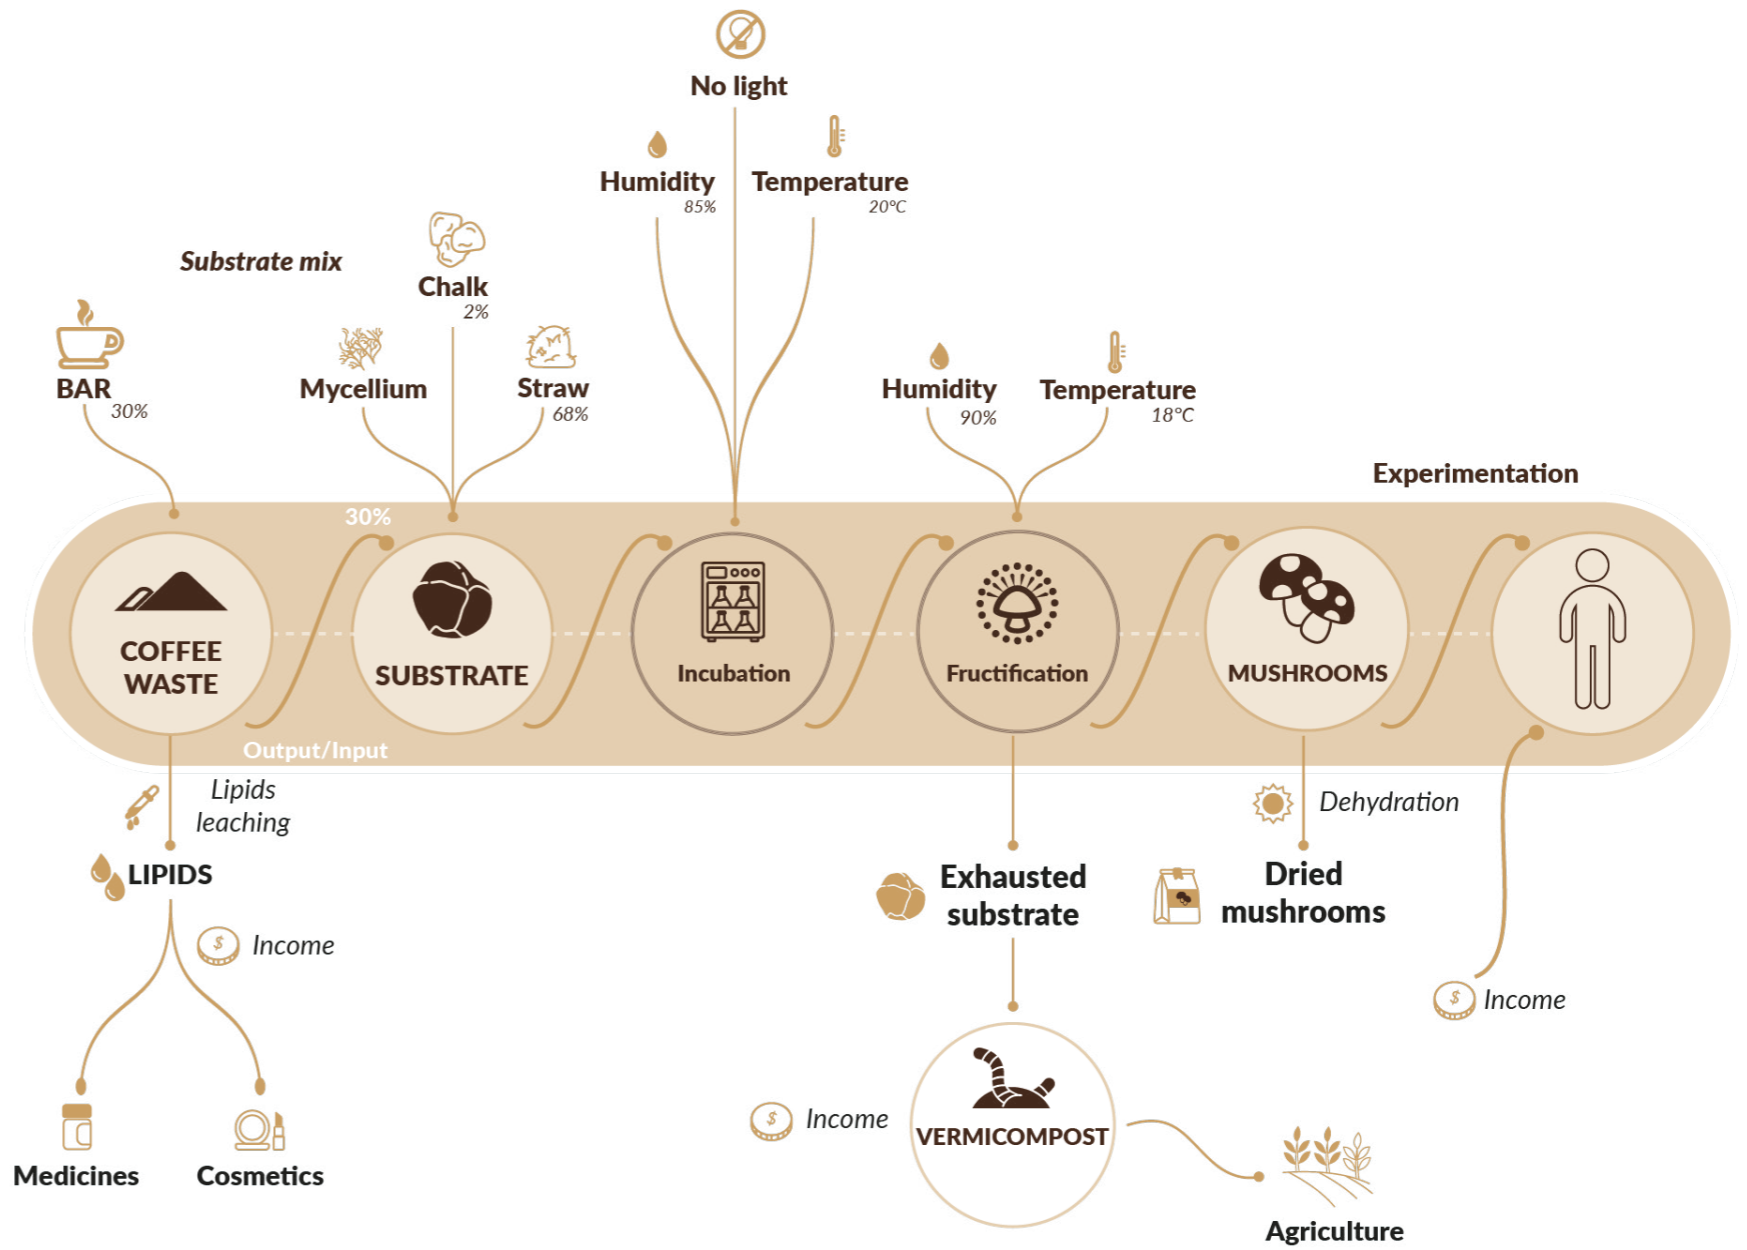 No light
Humidity
85%
Temperature
20°C
Substrate mix
Chalk
2%
BAR
30%
Mycellium
Straw
68%
Humidity
90%
Temperature
18°C
Experimentation
30%
COFFEE
WASTE
SUBSTRATE
Incubation
Fructification
MUSHROOMS
Output/Input
Lipids
leaching
LIPIDS
$ Income
Medicines
Cosmetics
Exhausted
substrate
Dehydration
Dried
mushrooms
$ Income
$ Income
VERMICOMPOST
Agriculture